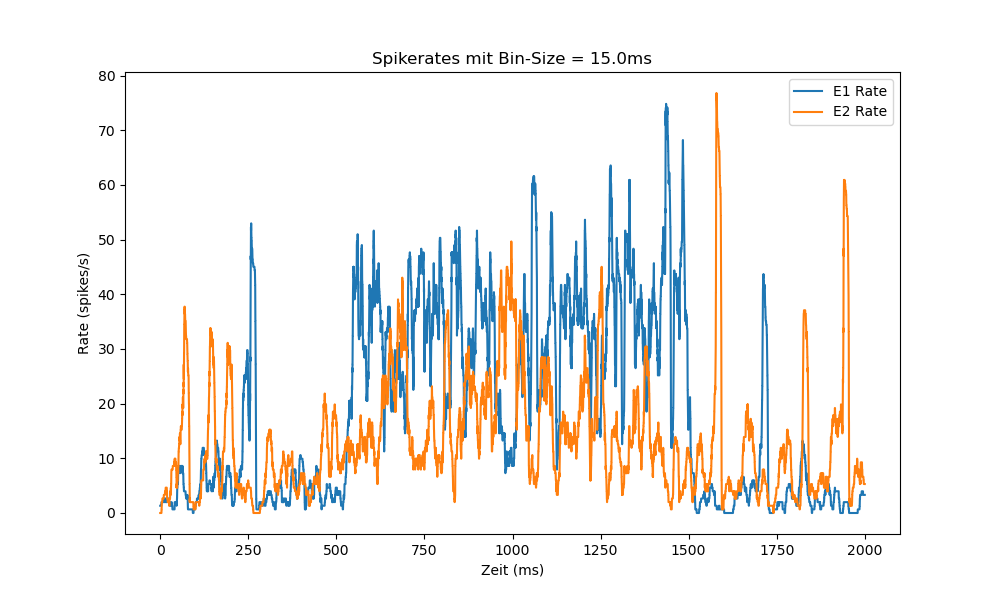 Spikerates mit Bin-Size = 15.0ms
E1 Rate
E2 Rate
80
70
60
50
40
30
20
10
0
Rate (spikes/s)
0 250 500 750 1000 1250 1500 1750 2000
Zeit (ms)